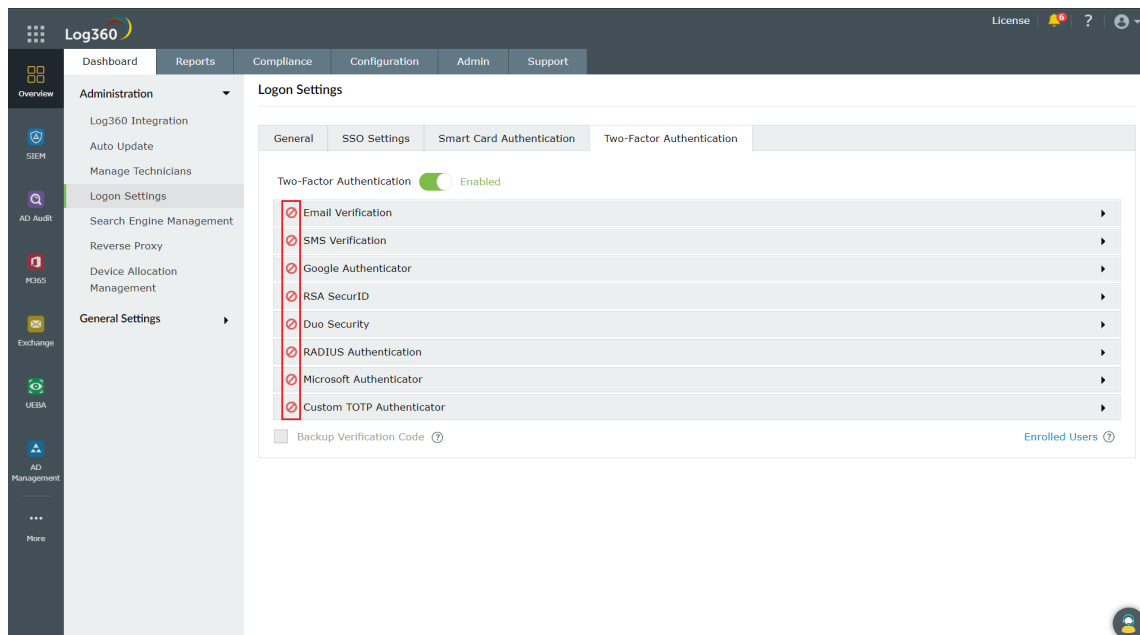 License 6 ?
Log360
Dashboard Reports Compliance Configuration Admin Support
Overview
SIEM
AD Audit
M365
Exchange
UEBA
AD
Management
More
Administration
Log360 Integration
Auto Update
Manage Technicians
Logon Settings
Search Engine Management
Reverse Proxy
Device Allocation
Management
General Settings
Logon Settings
General SSO Settings Smart Card Authentication Two-Factor Authentication
Two-Factor Authentication Enabled
Email Verification
SMS Verification
Google Authenticator
RSA SecurID
Duo Security
RADIUS Authentication
Microsoft Authenticator
Custom TOTP Authenticator
Backup Verification Code ? Enrolled Users ?